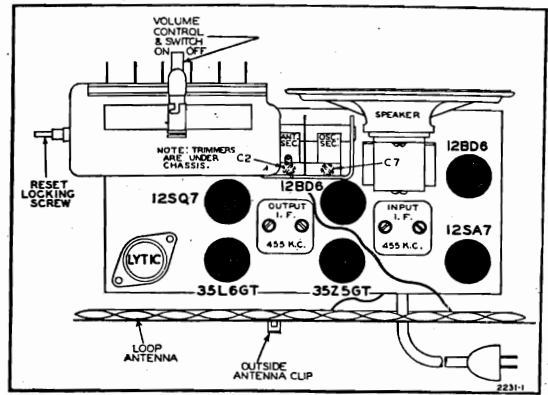 VOLUME
CONTROL
& SWITCH
ON OFF
SPEAKER
ANT.
SEC.
OSC.
SEC.
NOTE: TRIMMERS
ARE UNDER
CHASSIS.
C2
C7
12BD6
RESET
LOCKING
SCREW
12SQ7
12BD6
OUTPUT
I.F.
455 K.C.
INPUT
I.F.
455 K.C.
12SA7
LYTIC
35L6GT
35Z5GT
LOOP
ANTENNA
OUTSIDE
ANTENNA CLIP
2231-1